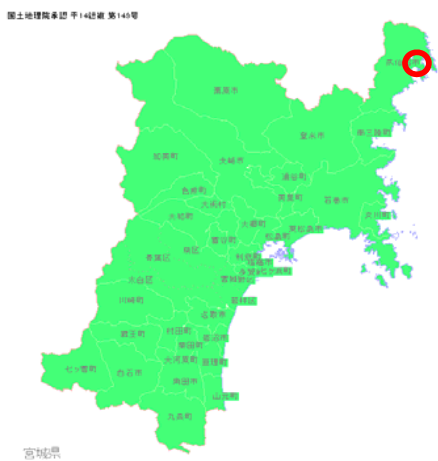 国土地理院承認 平14総複 第149号
気仙沼市
栗原市
南三陸町
登米市
加美町
大崎市
涌谷町
色麻町
美里町
石巻市
大衡村
女川町
大和町
大郷町
東松島市
松島町
富谷町
泉区
利府町
青葉区
塩竈市
多賀城市
七ヶ浜町
太白区
宮城野区
若林区
川崎町
名取市
村田町
蔵王町
岩沼市
柴田町
大河原町
亘理町
七ヶ宿町
白石市
角田市
山元町
丸森町
宮城県